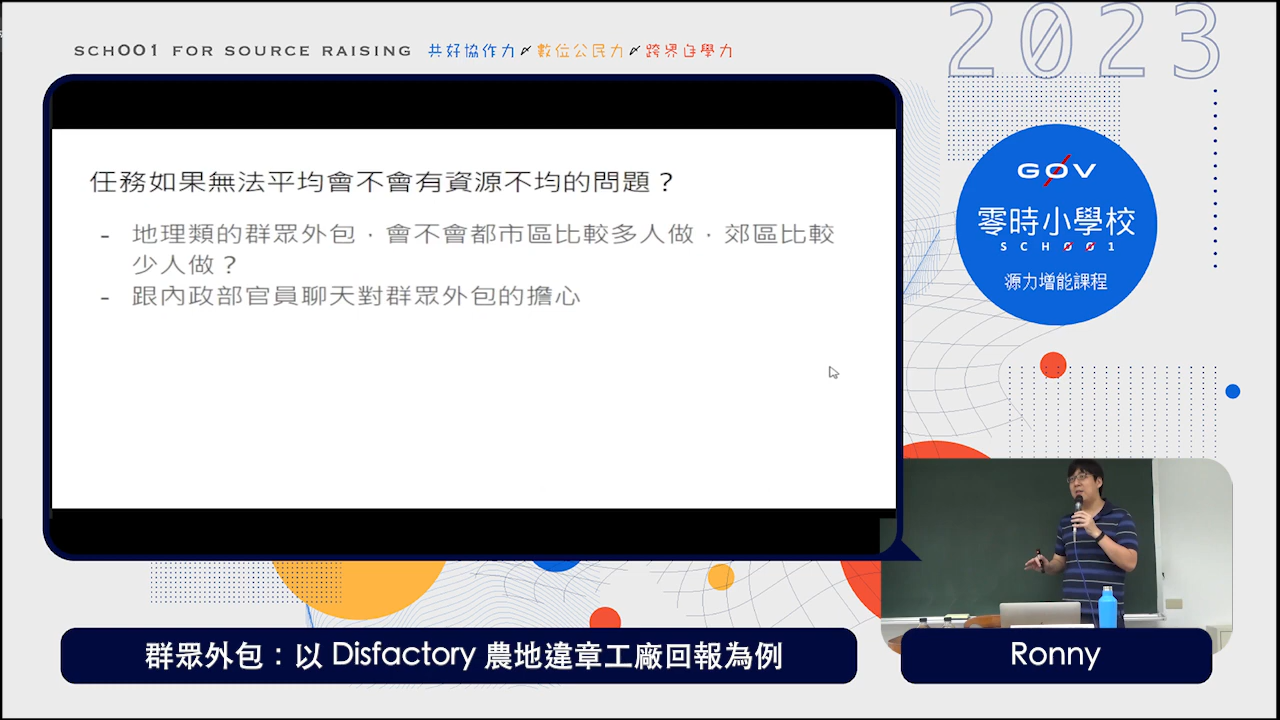 2023
SCHOO1 FOR SOURCE RAISING 共好協作力 數位公民力 跨界自學力
任務如果無法平均會不會有資源不均的問題？
- 地理類的群眾外包，會不會都市區比較多人做，郊區比較
少人做？
- 跟內政部官員聊天對群眾外包的擔心
GØV
零時小學校
SCHØØ1
源力增能課程
群眾外包：以 Disfactory 農地違章工廠回報為例
Ronny